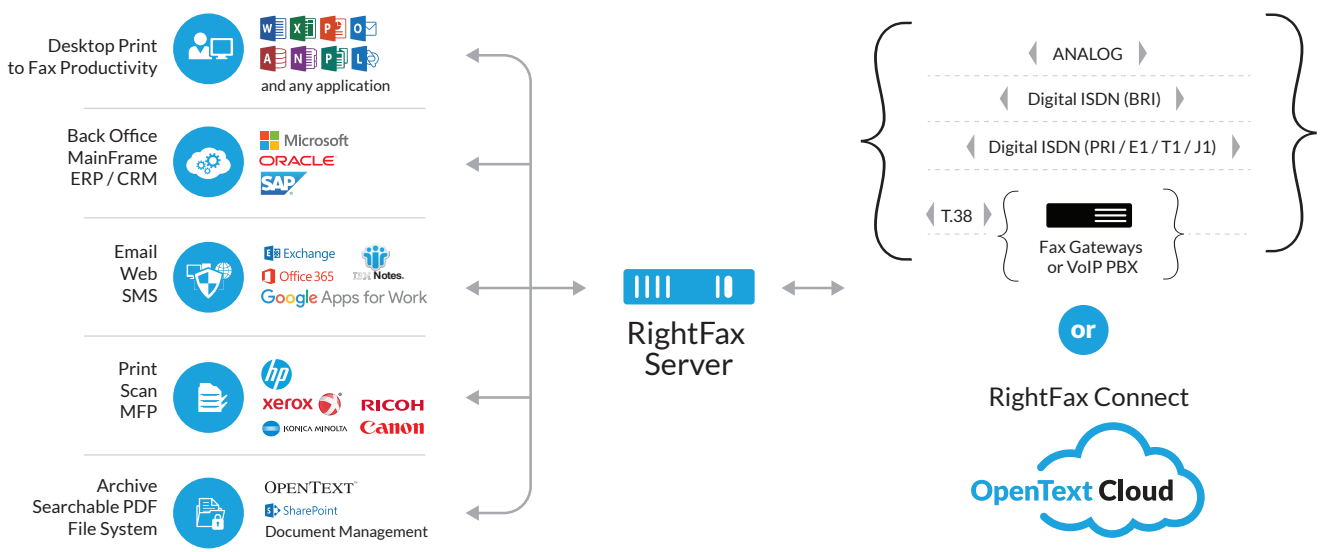 Desktop Print
to Fax Productivity
W X P O
A N P L
and any application
Back Office
MainFrame
ERP / CRM
Microsoft
ORACLE
SAP
Email
Web
SMS
Exchange
Office 365
IBM Notes.
Google Apps for Work
Print
Scan
MFP
hp
xerox
RICOH
KONICA MINOLTA
Canon
Archive
Searchable PDF
File System
OPENTEXT™
S SharePoint
Document Management
RightFax
Server
ANALOG
Digital ISDN (BRI)
Digital ISDN (PRI / E1 / T1 / J1)
T.38
Fax Gateways
or VoIP PBX
or
RightFax Connect
OpenText Cloud